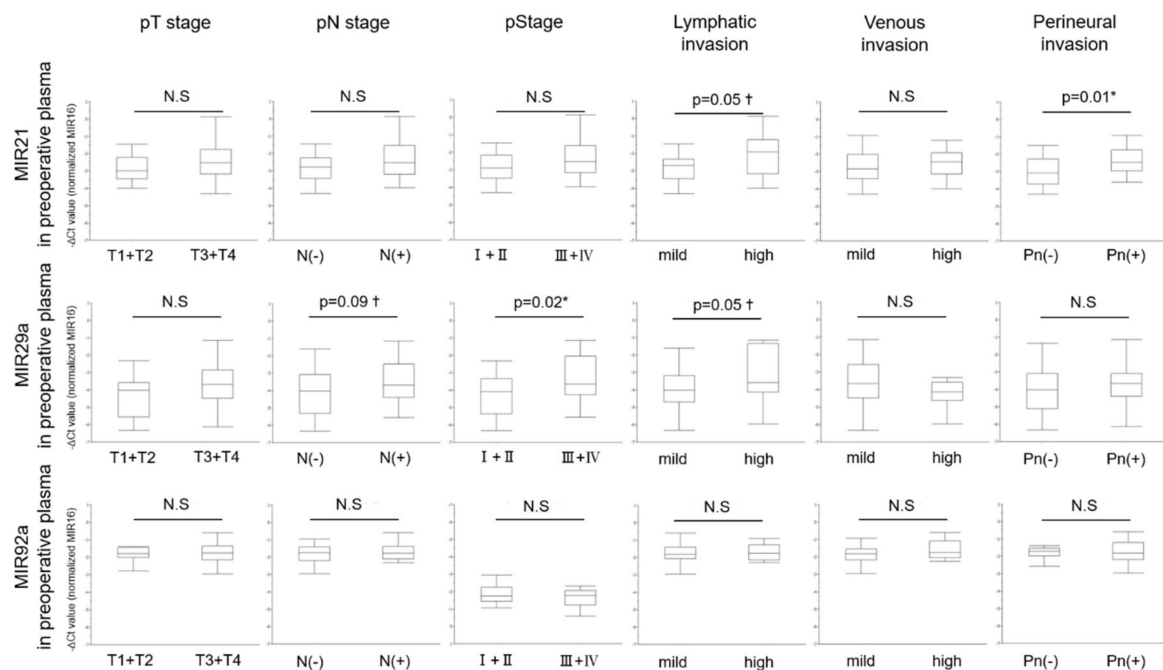 pT stage
pN stage
pStage
Lymphatic
invasion
Venous
invasion
Perineural
invasion
MIR21
in preoperative plasma
-ΔCt value (normalized MIR16)
N.S
N.S
N.S
p=0.05 †
N.S
p=0.01*
T1+T2 T3+T4
N(-) N(+)
Ⅰ+Ⅱ Ⅲ+Ⅳ
mild high
mild high
Pn(-) Pn(+)
MIR29a
in preoperative plasma
-ΔCt value (normalized MIR16)
N.S
p=0.09 †
p=0.02*
p=0.05 †
N.S
N.S
T1+T2 T3+T4
N(-) N(+)
Ⅰ+Ⅱ Ⅲ+Ⅳ
mild high
mild high
Pn(-) Pn(+)
MIR92a
in preoperative plasma
-ΔCt value (normalized MIR16)
N.S
N.S
N.S
N.S
N.S
N.S
T1+T2 T3+T4
N(-) N(+)
Ⅰ+Ⅱ Ⅲ+Ⅳ
mild high
mild high
Pn(-) Pn(+)